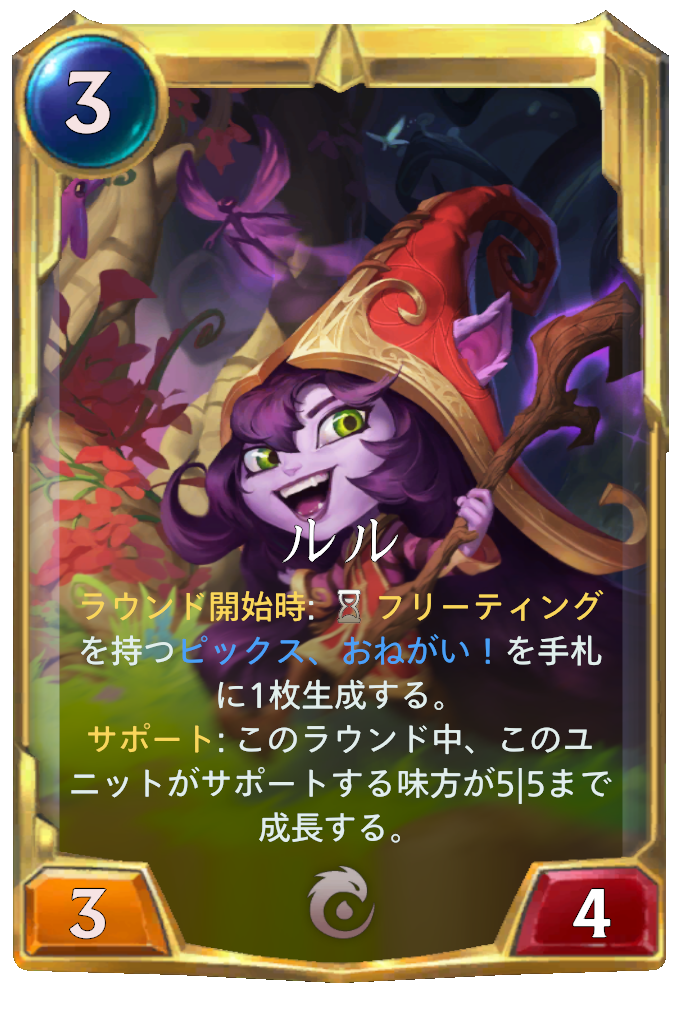 3
ルル
ラウンド開始時: フリーティング
を持つピックス、おねがい！を手札
に1枚生成する。
サポート: このラウンド中、このユ
ニットがサポートする味方が5|5まで
成長する。
3
4